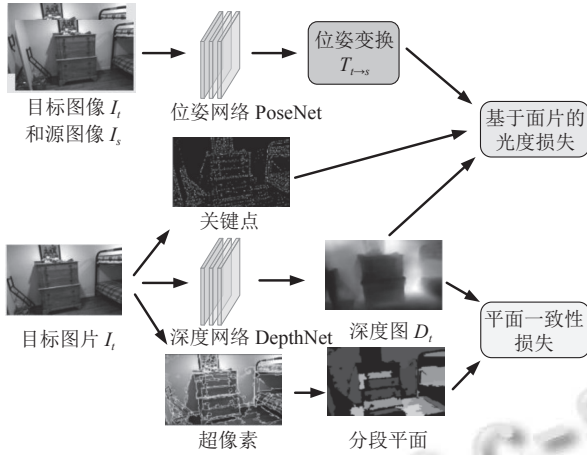 位姿变换
T_{t→s}
目标图像 I_t
和源图像 I_s
位姿网络 PoseNet
基于面片的
光度损失
关键点
目标图片 I_t
深度网络 DepthNet
深度图 D_t
平面一致性
损失
超像素
分段平面